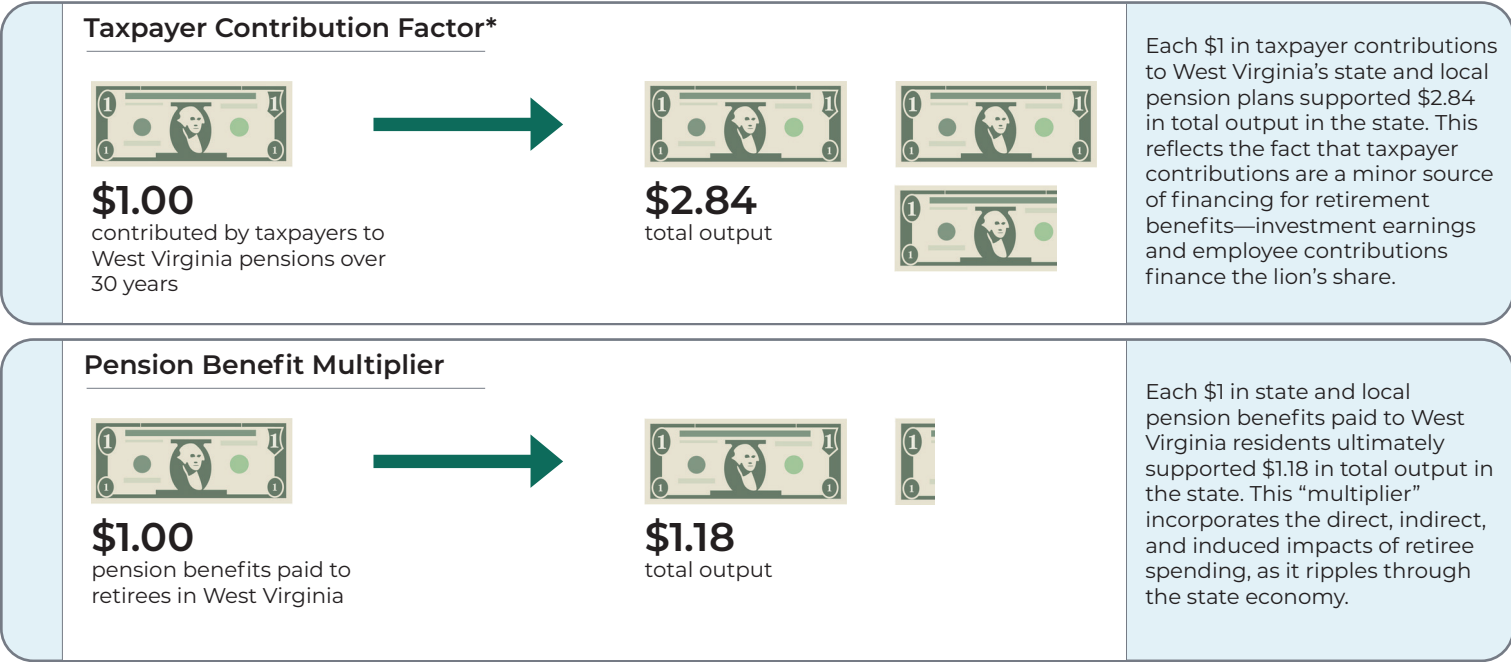 Taxpayer Contribution Factor*
$1.00
contributed by taxpayers to
West Virginia pensions over
30 years
$2.84
total output
Each $1 in taxpayer contributions
to West Virginia's state and local
pension plans supported $2.84
in total output in the state. This
reflects the fact that taxpayer
contributions are a minor source
of financing for retirement
benefits—investment earnings
and employee contributions
finance the lion's share.
Pension Benefit Multiplier
$1.00
pension benefits paid to
retirees in West Virginia
$1.18
total output
Each $1 in state and local
pension benefits paid to West
Virginia residents ultimately
supported $1.18 in total output in
the state. This “multiplier”
incorporates the direct, indirect,
and induced impacts of retiree
spending, as it ripples through
the state economy.